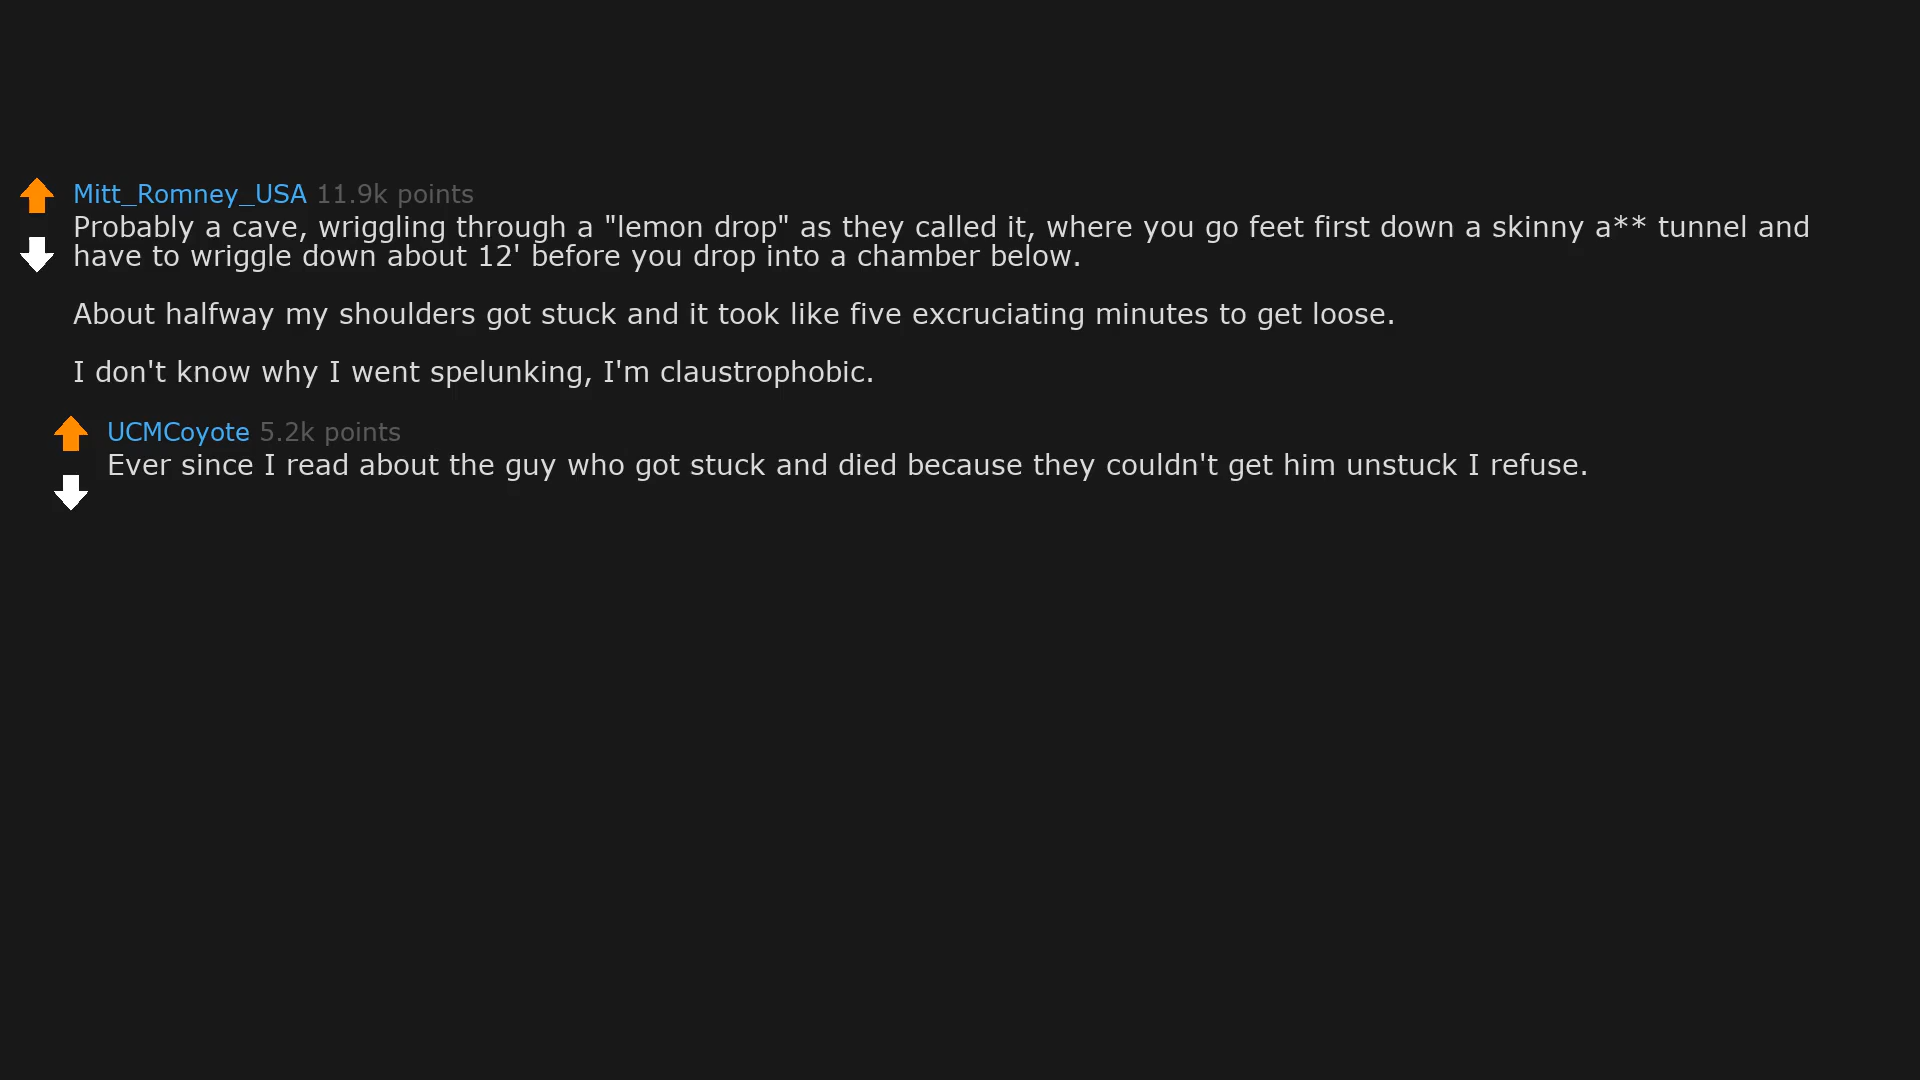 Mitt_Romney_USA 11.9k points
Probably a cave, wriggling through a "lemon drop" as they called it, where you go feet first down a skinny a** tunnel and
have to wriggle down about 12' before you drop into a chamber below.
About halfway my shoulders got stuck and it took like five excruciating minutes to get loose.
I don't know why I went spelunking, I'm claustrophobic.
UCMCoyote 5.2k points
Ever since I read about the guy who got stuck and died because they couldn't get him unstuck I refuse.